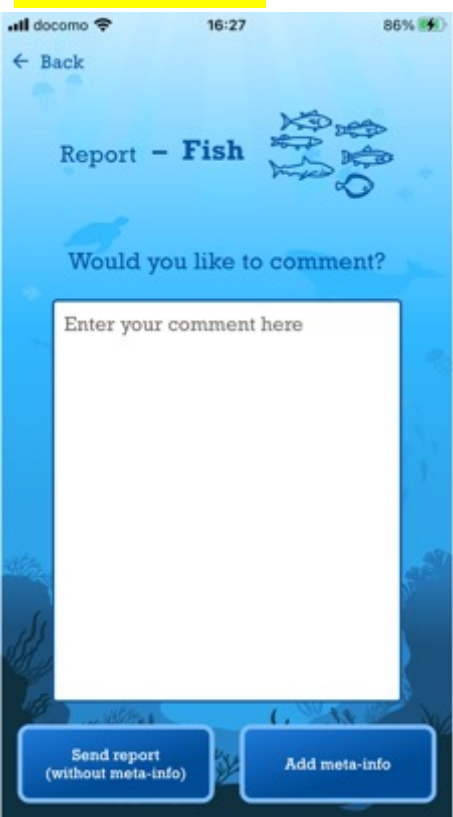 docomo 16:27 86%
← Back
Report – Fish
Would you like to comment?
Enter your comment here
Send report
(without meta-info)
Add meta-info